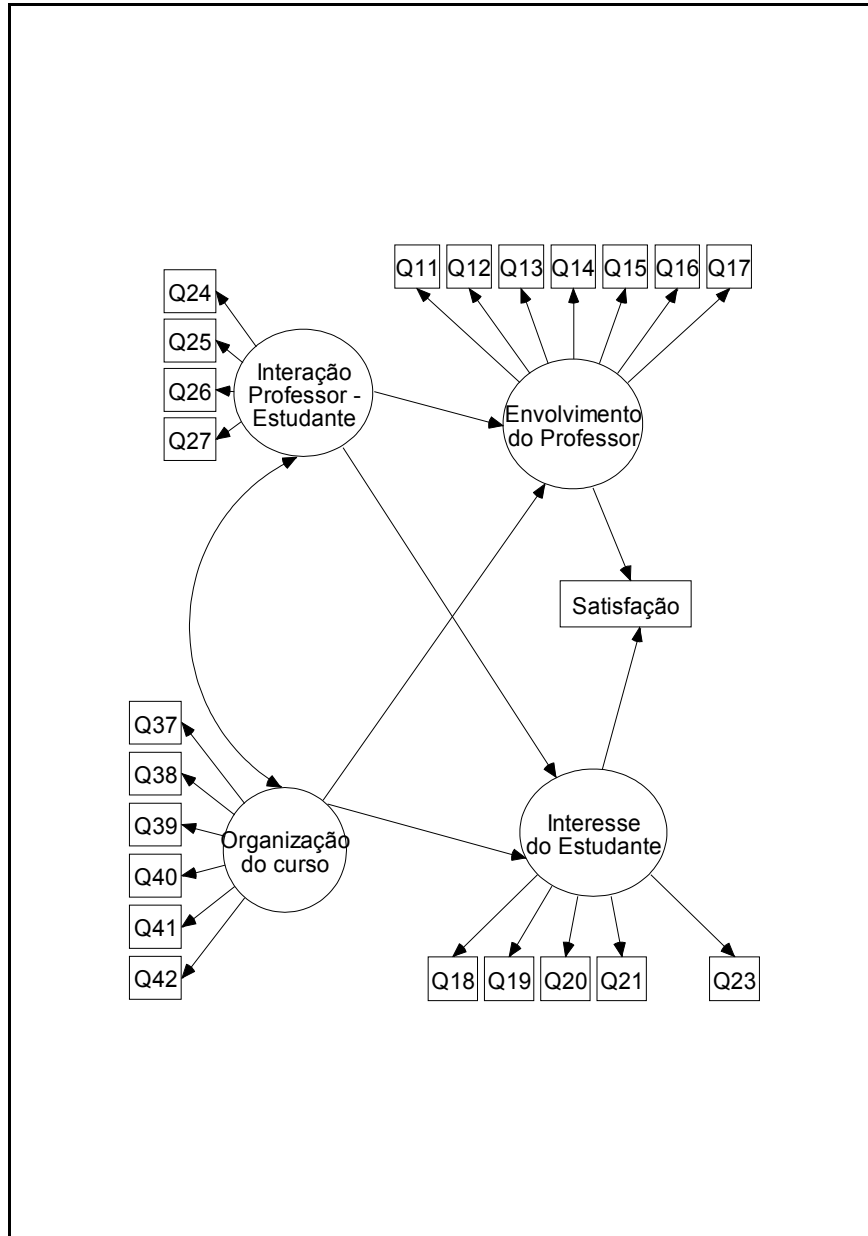 Q11 Q12 Q13 Q14 Q15 Q16 Q17
Q24
Q25
Q26
Q27
Interação
Professor -
Estudante
Envolvimento
do Professor
Satisfação
Q37
Q38
Q39
Q40
Q41
Q42
Organização
do curso
Interesse
do Estudante
Q18 Q19 Q20 Q21 Q23